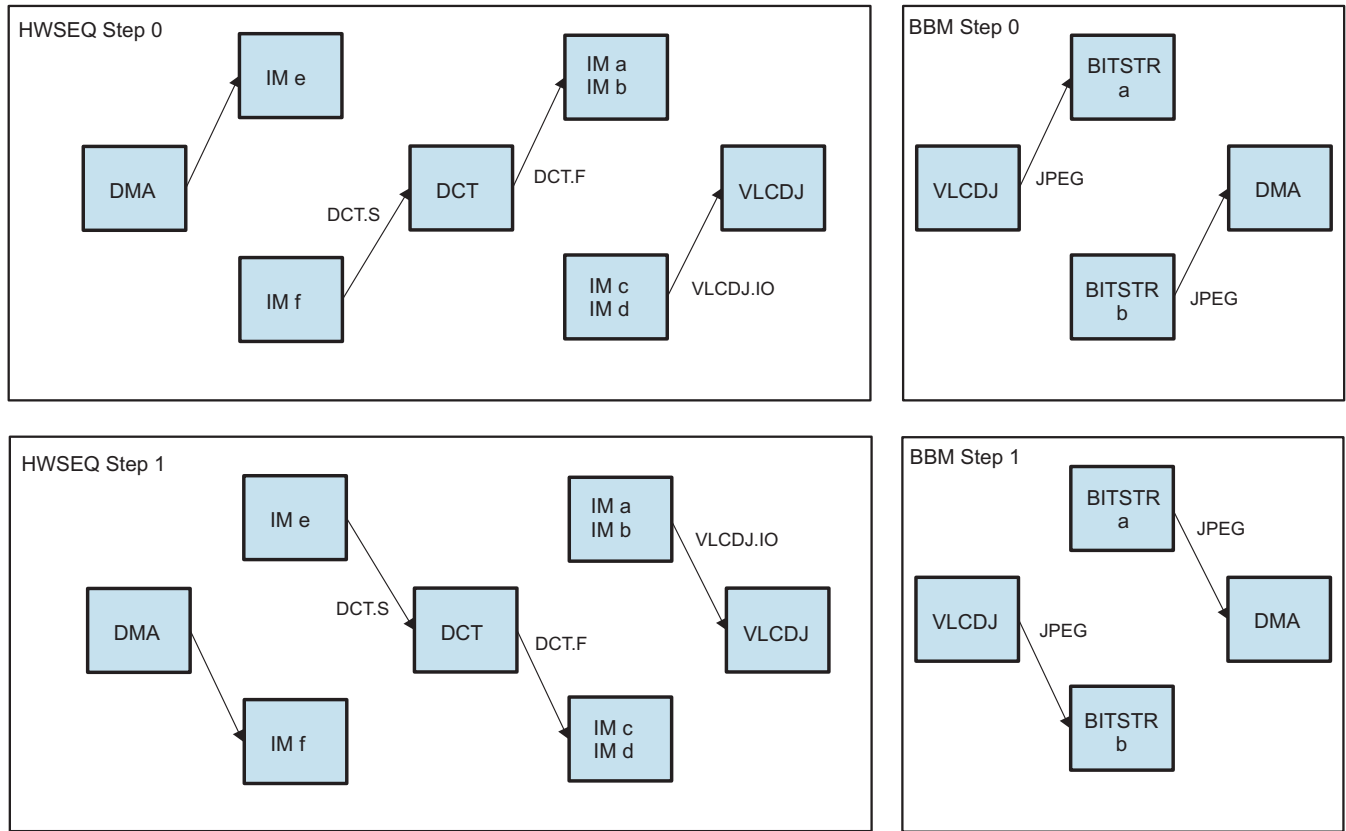 HWSEQ Step 0
IM e
IM a
IM b
DMA
DCT
DCT.F
VLCDJ
DCT.S
IM f
IM c
IM d
VLCDJ.IO
BBM Step 0
BITSTR
a
VLCDJ
JPEG
DMA
BITSTR
b
JPEG
HWSEQ Step 1
IM e
IM a
IM b
VLCDJ.IO
DCT.S
DMA
DCT
DCT.F
VLCDJ
IM f
IM c
IM d
BBM Step 1
BITSTR
a
JPEG
VLCDJ
JPEG
DMA
BITSTR
b